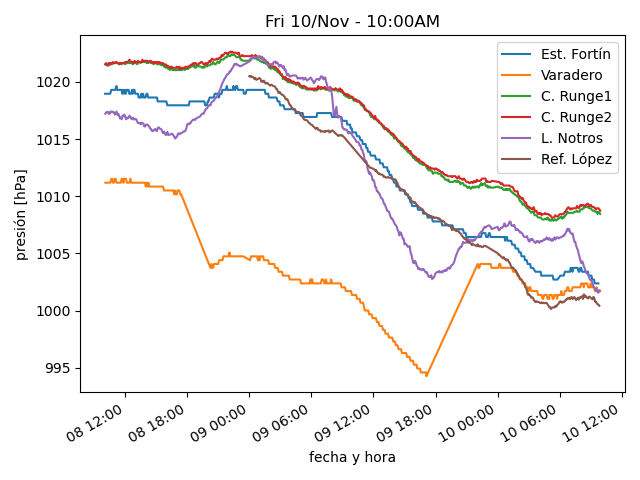 Fri 10/Nov - 10:00AM
Est. Fortín
Varadero
C. Runge1
C. Runge2
L. Notros
Ref. López
presión [hPa]
1020
1015
1010
1005
1000
995
08 12:00
08 18:00
09 00:00
09 06:00
09 12:00
09 18:00
10 00:00
10 06:00
10 12:00
fecha y hora